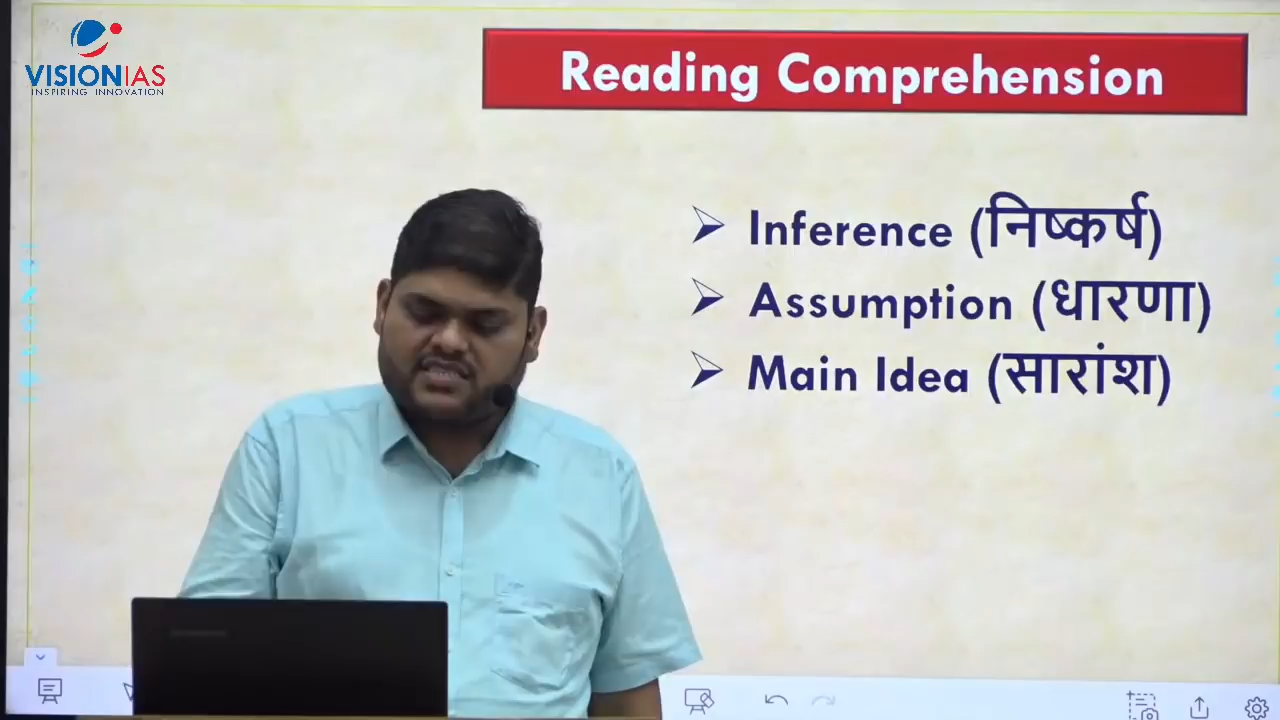 VISIONIAS
INSPIRING INNOVATION
Reading Comprehension
Inference (निष्कर्ष)
Assumption (धारणा)
Main Idea (सारांश)